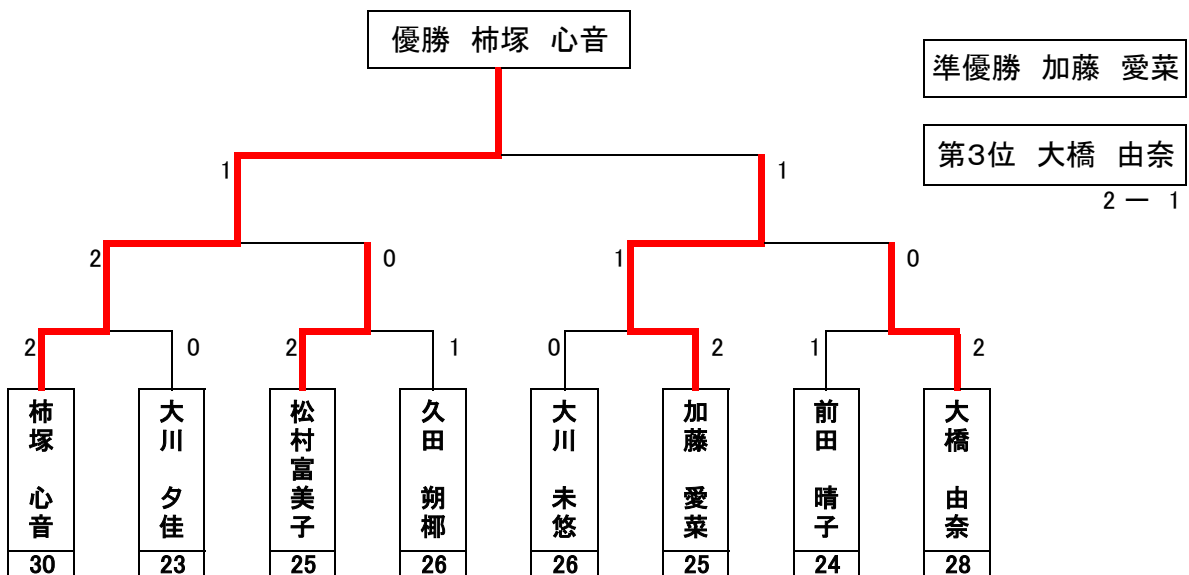 優勝 柿塚 心音
準優勝 加藤 愛菜
第3位 大橋 由奈
2 ー 1
1
1
2
0
1
0
2
0
2
1
0
2
1
2
柿塚 心音
大川 夕佳
松村富美子
久田 朔椰
大川 未悠
加藤 愛菜
前田 晴子
大橋 由奈
30
23
25
26
26
25
24
28